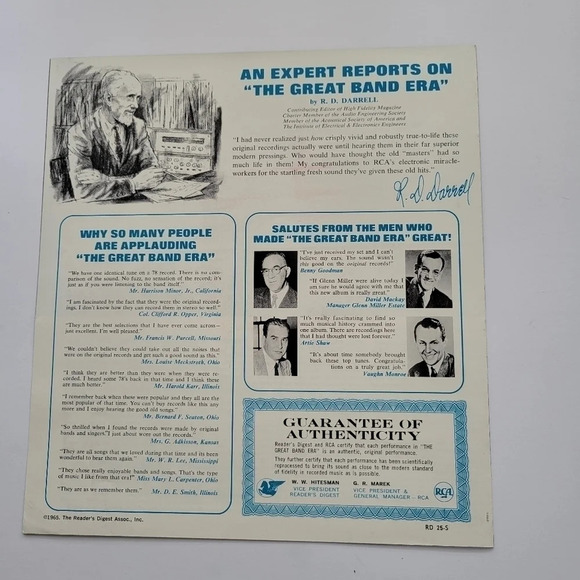 AN EXPERT REPORTS ON
"THE GREAT BAND ERA"
by R. D. DARRELL
Contributing Editor of High Fidelity Magazine
Charter Member of the Audio Engineering Society
Member of the Acoustical Society of America and
The Institute of Electrical & Electronics Engineers
"I had never realized just how crisply vivid and robustly true-to-life these
original recordings actually were until hearing them in their far superior
modern pressings. Who would have thought the old "masters" had so
much life in them! My congratulations to RCA's electronic miracle-
workers for the startling fresh sound they've given these old hits."
R. D. Darrell
WHY SO MANY PEOPLE
ARE APPLAUDING
"THE GREAT BAND ERA"
"We have one identical tune on a 78 record. There is no com-
parison of the sound. No fuzz, no sensation of the record; it's
just as if you were listening to the band itself."
Mr. Harrison Minor, Jr., California
"I am fascinated by the fact that they were the original record-
ings. I don't know how they can record them in stereo so well."
Col. Clifford R. Opper, Virginia
"They are the best selections that I have ever come across—
just excellent. I'm well pleased."
Mr. Francis W. Purcell, Missouri
"We couldn't believe they could take out all the noises that
were on the original records and get such a good sound as this."
Mrs. Louise Mockstroth, Ohio
"I think they are better than they were when they were re-
corded. I heard some 78's back in that time and I think these
are much better."
Mr. Harold Karr, Illinois
"I remember when these were popular and they all are the
most popular of that time. You can't buy records like this any
more and I enjoy hearing the good old songs."
Mr. Bernard F. Seaton, Ohio
"So thrilled when I found the records were made by original
bands and singers. I just about wore out the records."
Mrs. G. Adkisson, Kansas
"They are all songs that we loved dating that time and its been
wonderful to hear them again."
Mr. W. R. Lee, Mississippi
"They chose really enjoyable bands and songs. That's the type
of music I like from that era!"
Miss Mary L. Carpenter, Ohio
"They are as we remember them."
Mr. D. E. Smith, Illinois
SALUTES FROM THE MEN WHO
MADE "THE GREAT BAND ERA" GREAT!
"I've just received my set and I can't
believe my ears. The sound wasn't
this good on the original records!"
Benny Goodman
"If Glenn Miller were alive today I
am sure he would agree with me that
this new album is really great."
David Mackay
Manager Glenn Miller Estate
"It's really fascinating to find so
much musical history crammed into
one album. There are recordings here
that I had thought were lost forever."
Artie Shaw
"It's about time somebody brought
back these top tunes. Congratula-
tions on a truly great job."
Vaughn Monroe
GUARANTEE OF
AUTHENTICITY
Reader's Digest and RCA certify that each performance in "THE
GREAT BAND ERA" is an authentic, original performance.
They further certify that each performance has been scientifically
reprocessed to bring its sound as close to the modern standard
of fidelity in recorded music as is possible.
W. W. HITESMAN
VICE PRESIDENT
READER'S DIGEST
G. R. MAREK
VICE PRESIDENT &
GENERAL MANAGER - RCA
RCA
©1965. The Reader's Digest Assoc., Inc.
RD 25-S